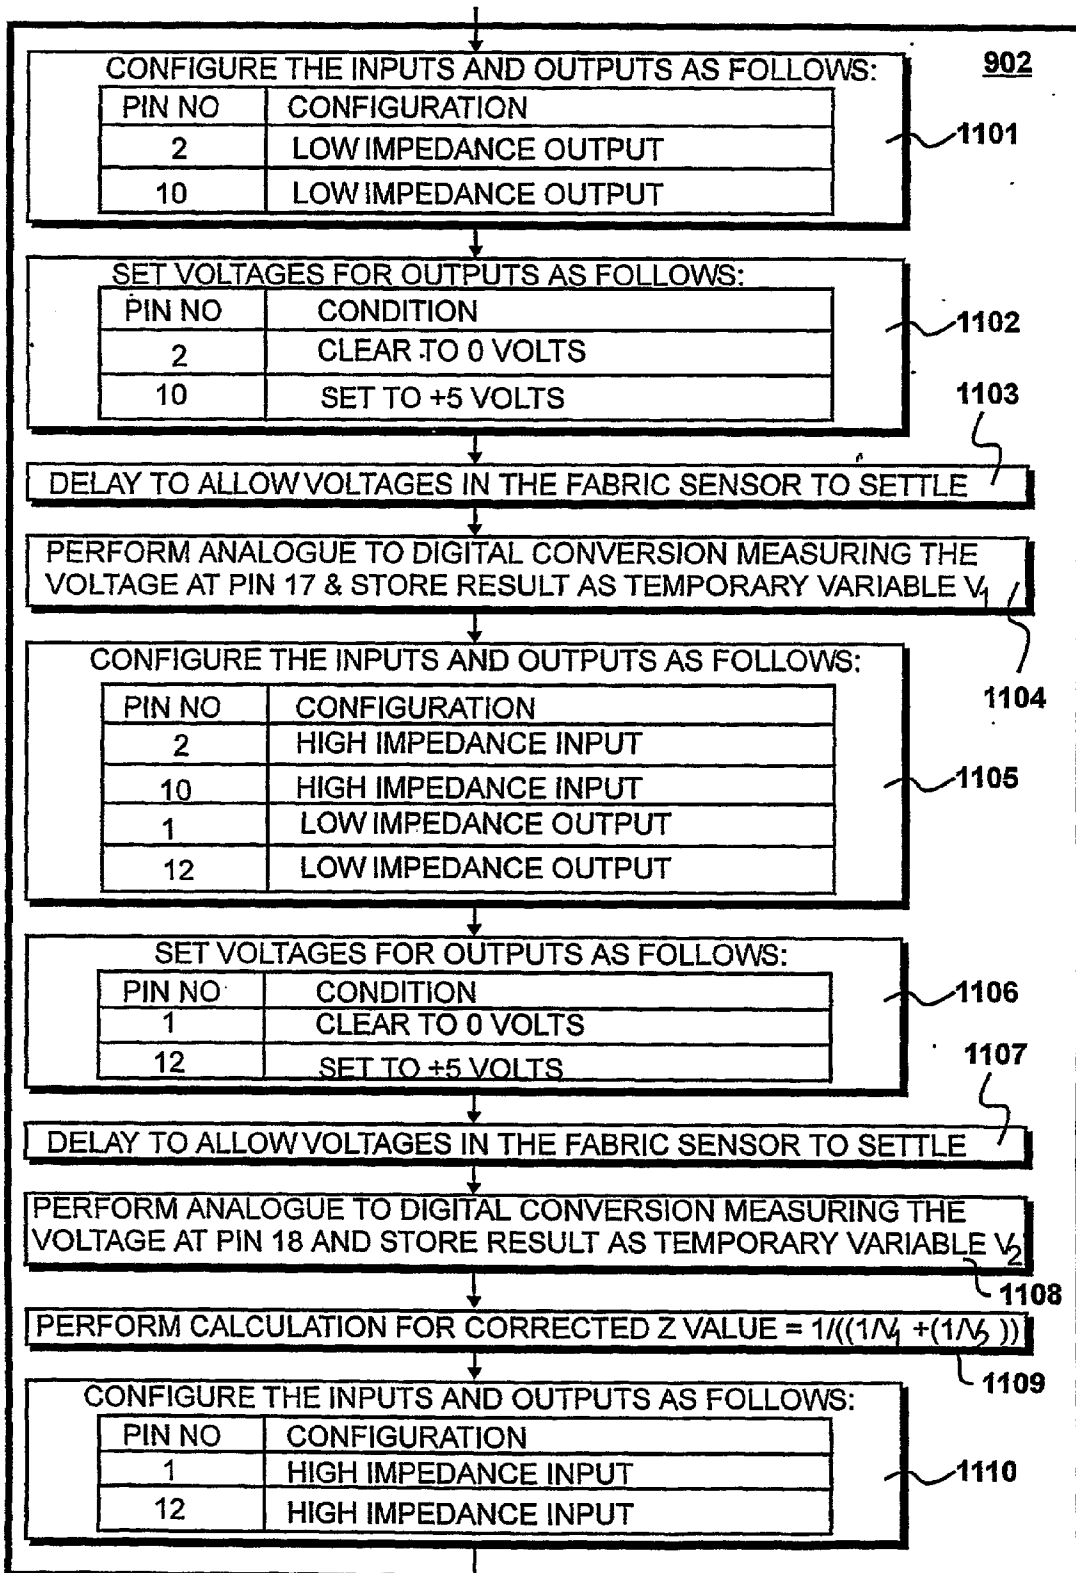 902
CONFIGURE THE INPUTS AND OUTPUTS AS FOLLOWS:
PIN NO CONFIGURATION
2 LOW IMPEDANCE OUTPUT
10 LOW IMPEDANCE OUTPUT
1101
SET VOLTAGES FOR OUTPUTS AS FOLLOWS:
PIN NO CONDITION
2 CLEAR TO 0 VOLTS
10 SET TO +5 VOLTS
1102
1103
DELAY TO ALLOW VOLTAGES IN THE FABRIC SENSOR TO SETTLE
PERFORM ANALOGUE TO DIGITAL CONVERSION MEASURING THE
VOLTAGE AT PIN 17 & STORE RESULT AS TEMPORARY VARIABLE V1
1104
CONFIGURE THE INPUTS AND OUTPUTS AS FOLLOWS:
PIN NO CONFIGURATION
2 HIGH IMPEDANCE INPUT
10 HIGH IMPEDANCE INPUT
1 LOW IMPEDANCE OUTPUT
12 LOW IMPEDANCE OUTPUT
1105
SET VOLTAGES FOR OUTPUTS AS FOLLOWS:
PIN NO CONDITION
1 CLEAR TO 0 VOLTS
12 SET TO +5 VOLTS
1106
1107
DELAY TO ALLOW VOLTAGES IN THE FABRIC SENSOR TO SETTLE
PERFORM ANALOGUE TO DIGITAL CONVERSION MEASURING THE
VOLTAGE AT PIN 18 AND STORE RESULT AS TEMPORARY VARIABLE V2
1108
PERFORM CALCULATION FOR CORRECTED Z VALUE = 1/((1/V1 +(1/V2 ))
1109
CONFIGURE THE INPUTS AND OUTPUTS AS FOLLOWS:
PIN NO CONFIGURATION
1 HIGH IMPEDANCE INPUT
12 HIGH IMPEDANCE INPUT
1110